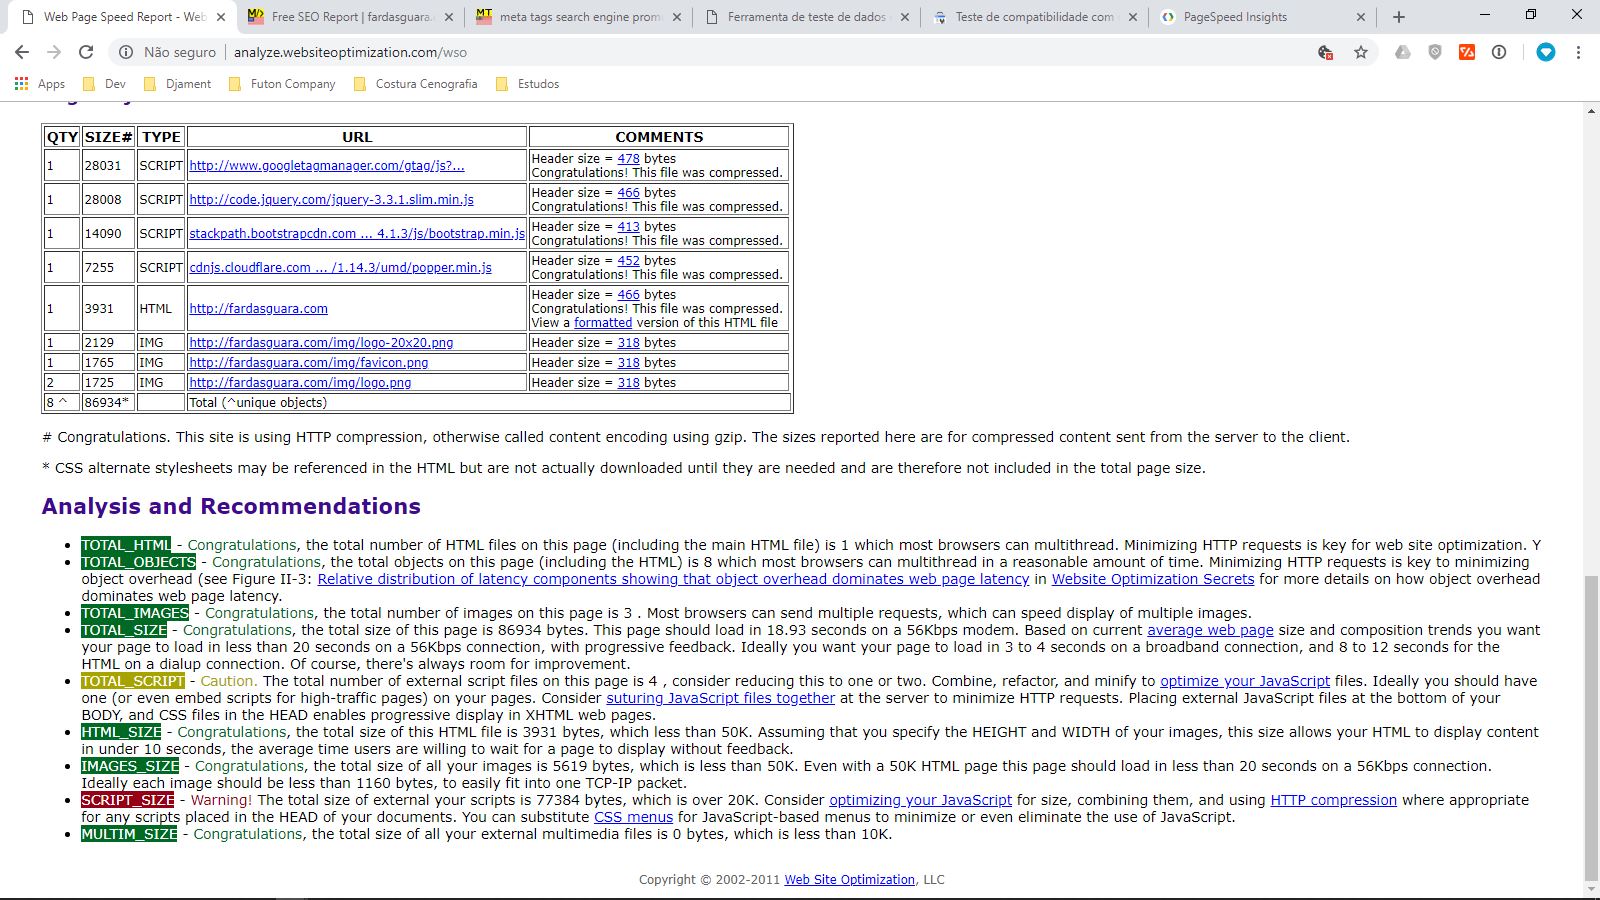 Web Page Speed Report - Web
Free SEO Report | fardasguara.
meta tags search engine prom
Ferramenta de teste de dados
Teste de compatibilidade com
PageSpeed Insights
Não seguro
analyze.websiteoptimization.com/wso
Apps
Dev
Djament
Futon Company
Costura Cenografia
Estudos
QTY SIZE# TYPE URL COMMENTS
1 28031 SCRIPT http://www.googletagmanager.com/gtag/js?... Header size = 478 bytes
Congratulations! This file was compressed.
1 28008 SCRIPT http://code.jquery.com/jquery-3.3.1.slim.min.js Header size = 466 bytes
Congratulations! This file was compressed.
1 14090 SCRIPT stackpath.bootstrapcdn.com ... 4.1.3/js/bootstrap.min.js Header size = 413 bytes
Congratulations! This file was compressed.
1 7255 SCRIPT cdnjs.cloudflare.com ... /1.14.3/umd/popper.min.js Header size = 452 bytes
Congratulations! This file was compressed.
1 3931 HTML http://fardasguara.com Header size = 466 bytes
Congratulations! This file was compressed.
View a formatted version of this HTML file
1 2129 IMG http://fardasguara.com/img/logo-20x20.png Header size = 318 bytes
1 1765 IMG http://fardasguara.com/img/favicon.png Header size = 318 bytes
2 1725 IMG http://fardasguara.com/img/logo.png Header size = 318 bytes
8 ^ 86934* Total (^unique objects)
# Congratulations. This site is using HTTP compression, otherwise called content encoding using gzip. The sizes reported here are for compressed content sent from the server to the client.
* CSS alternate stylesheets may be referenced in the HTML but are not actually downloaded until they are needed and are therefore not included in the total page size.
Analysis and Recommendations
• TOTAL_HTML - Congratulations, the total number of HTML files on this page (including the main HTML file) is 1 which most browsers can multithread. Minimizing HTTP requests is key for web site optimization. Y
• TOTAL_OBJECTS - Congratulations, the total objects on this page (including the HTML) is 8 which most browsers can multithread in a reasonable amount of time. Minimizing HTTP requests is key to minimizing
object overhead (see Figure II-3: Relative distribution of latency components showing that object overhead dominates web page latency in Website Optimization Secrets for more details on how object overhead
dominates web page latency.
• TOTAL_IMAGES - Congratulations, the total number of images on this page is 3 . Most browsers can send multiple requests, which can speed display of multiple images.
• TOTAL_SIZE - Congratulations, the total size of this page is 86934 bytes. This page should load in 18.93 seconds on a 56Kbps modem. Based on current average web page size and composition trends you want
your page to load in less than 20 seconds on a 56Kbps connection, with progressive feedback. Ideally you want your page to load in 3 to 4 seconds on a broadband connection, and 8 to 12 seconds for the
HTML on a dialup connection. Of course, there's always room for improvement.
• TOTAL_SCRIPT - Caution. The total number of external script files on this page is 4 , consider reducing this to one or two. Combine, refactor, and minify to optimize your JavaScript files. Ideally you should have
one (or even embed scripts for high-traffic pages) on your pages. Consider suturing JavaScript files together at the server to minimize HTTP requests. Placing external JavaScript files at the bottom of your
BODY, and CSS files in the HEAD enables progressive display in XHTML web pages.
• HTML_SIZE - Congratulations, the total size of this HTML file is 3931 bytes, which less than 50K. Assuming that you specify the HEIGHT and WIDTH of your images, this size allows your HTML to display content
in under 10 seconds, the average time users are willing to wait for a page to display without feedback.
• IMAGES_SIZE - Congratulations, the total size of all your images is 5619 bytes, which is less than 50K. Even with a 50K HTML page this page should load in less than 20 seconds on a 56Kbps connection.
Ideally each image should be less than 1160 bytes, to easily fit into one TCP-IP packet.
• SCRIPT_SIZE - Warning! The total size of external your scripts is 77384 bytes, which is over 20K. Consider optimizing your JavaScript for size, combining them, and using HTTP compression where appropriate
for any scripts placed in the HEAD of your documents. You can substitute CSS menus for JavaScript-based menus to minimize or even eliminate the use of JavaScript.
• MULTIM_SIZE - Congratulations, the total size of all your external multimedia files is 0 bytes, which is less than 10K.
Copyright © 2002-2011 Web Site Optimization, LLC